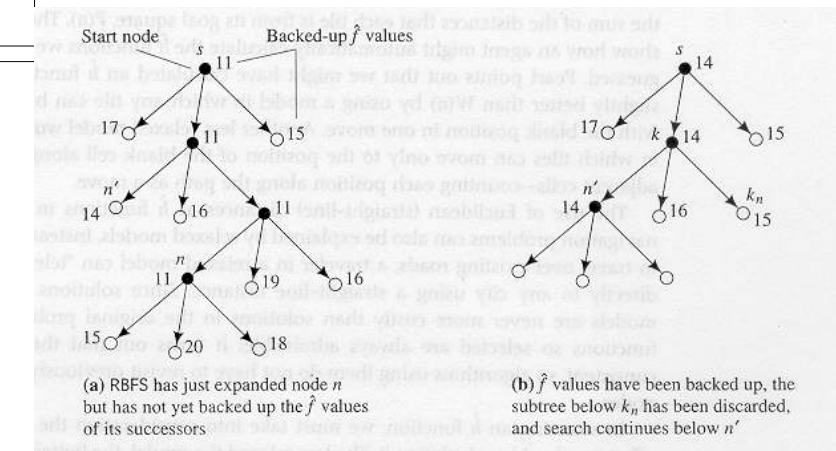 Start node
Backed-up f̂ values
s
11
17
11
15
n′
14
16
11
n
19
16
15
20
18
(a) RBFS has just expanded node n
but has not yet backed up the f̂ values
of its successors
s
14
17
k
14
15
n′
14
16
kₙ
15
(b) f̂ values have been backed up, the
subtree below kₙ has been discarded,
and search continues below n′